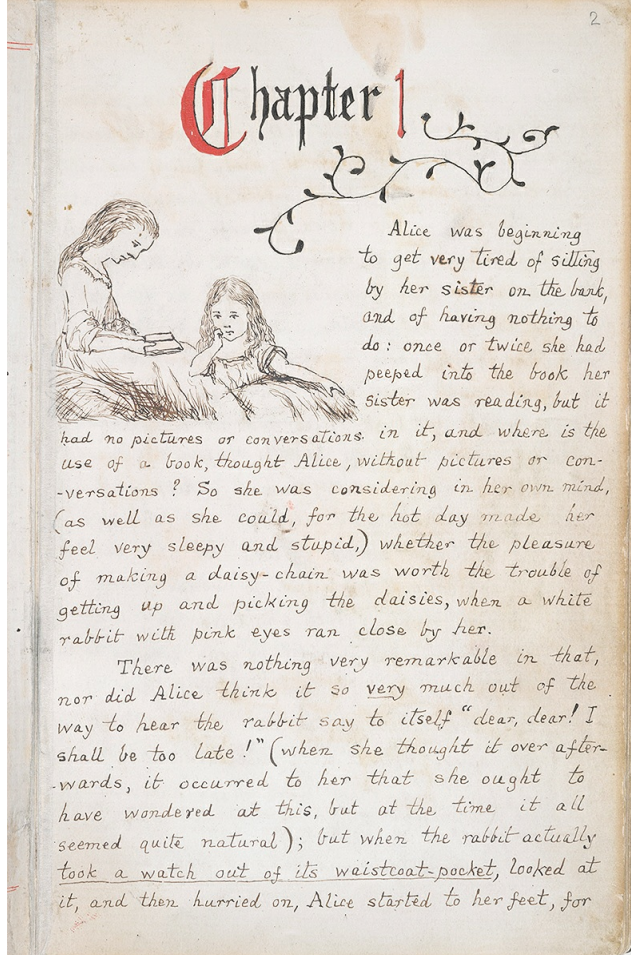 2
Chapter 1
Alice was beginning
to get very tired of sitting
by her sister on the bank,
and of having nothing to
do: once or twice she had
peeped into the book her
sister was reading, but it
had no pictures or conversations in it, and where is the
use of a book, thought Alice, without pictures or con-
-versations? So she was considering in her own mind,
(as well as she could, for the hot day made her
feel very sleepy and stupid,) whether the pleasure
of making a daisy-chain was worth the trouble of
getting up and picking the daisies, when a white
rabbit with pink eyes ran close by her.
There was nothing very remarkable in that,
nor did Alice think it so very much out of the
way to hear the rabbit say to itself "dear, dear! I
shall be too late!" (when she thought it over after-
-wards, it occurred to her that she ought to
have wondered at this, but at the time it all
seemed quite natural); but when the rabbit actually
took a watch out of its waistcoat-pocket, looked at
it, and then hurried on, Alice started to her feet, for